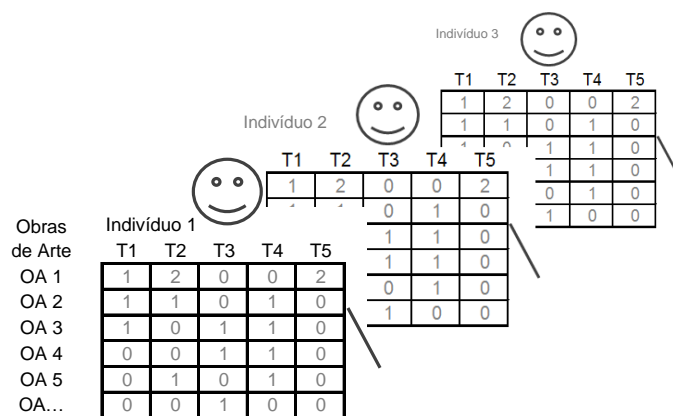 Indivíduo 3
T1 T2 T3 T4 T5
1 2 0 0 2
1 1 0 1 0
1 1 0
1 1 0
0 1 0
1 0 0
Indivíduo 2
T1 T2 T3 T4 T5
1 2 0 0 2
0 1 0
1 1 0
1 1 0
0 1 0
1 0 0
Obras
de Arte
Indivíduo 1
T1 T2 T3 T4 T5
OA 1 1 2 0 0 2
OA 2 1 1 0 1 0
OA 3 1 0 1 1 0
OA 4 0 0 1 1 0
OA 5 0 1 0 1 0
OA… 0 0 1 0 0